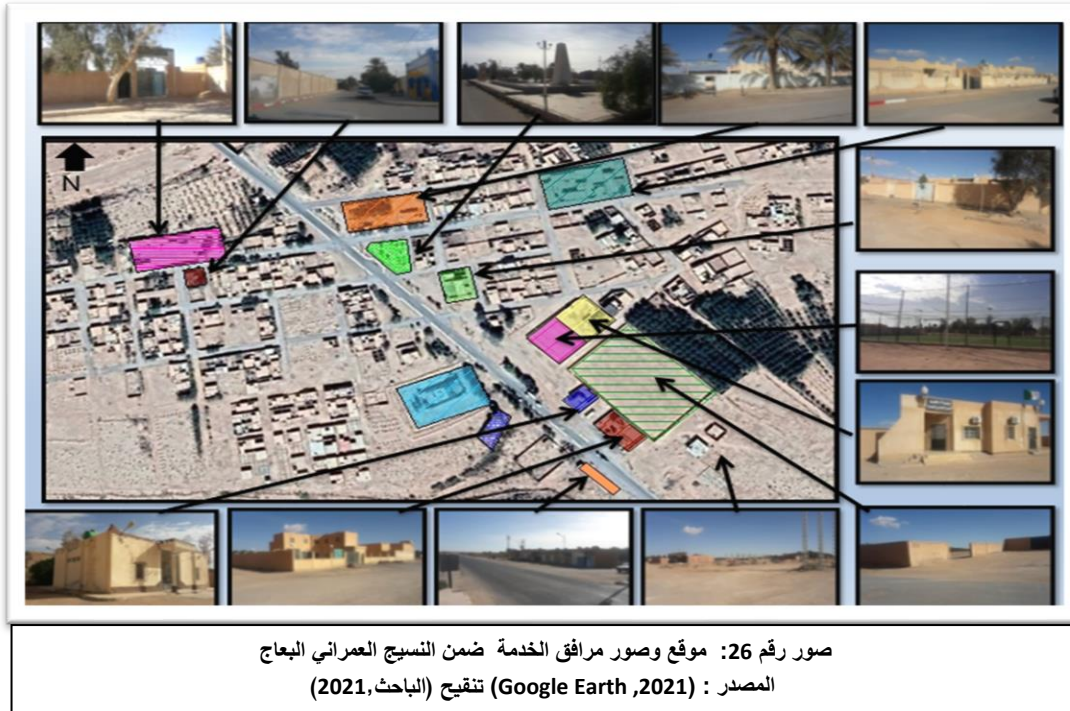 N
صور رقم 26: موقع وصور مرافق الخدمة ضمن النسيج العمراني البعاج
المصدر : (Google Earth ,2021) تنقيح (الباحث,2021)